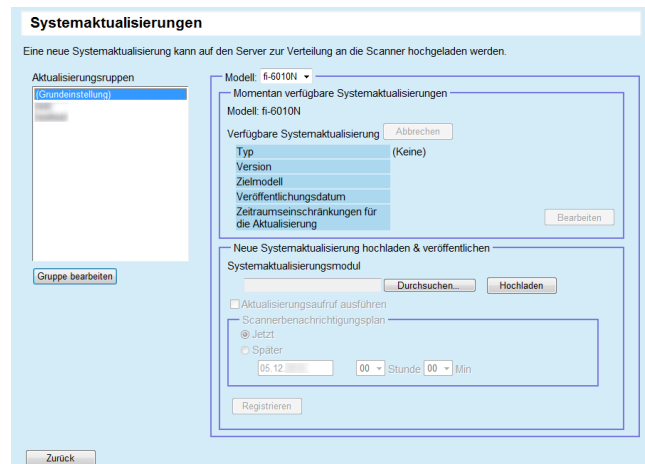 Systemaktualisierungen
Eine neue Systemaktualisierung kann auf den Server zur Verteilung an die Scanner hochgeladen werden.
Aktualisierungsruppen
(Grundeinstellung)
Gruppe bearbeiten
Modell: fi-6010N
Momentan verfügbare Systemaktualisierungen
Modell: fi-6010N
Verfügbare Systemaktualisierung Abbrechen
Typ (Keine)
Version
Zielmodell
Veröffentlichungsdatum
Zeitraumseinschränkungen für
die Aktualisierung
Bearbeiten
Neue Systemaktualisierung hochladen & veröffentlichen
Systemaktualisierungsmodul
Durchsuchen... Hochladen
Aktualisierungsaufruf ausführen
Scannerbenachrichtigungsplan
Jetzt
Später
05.12. 00 Stunde 00 Min
Registrieren
Zurück